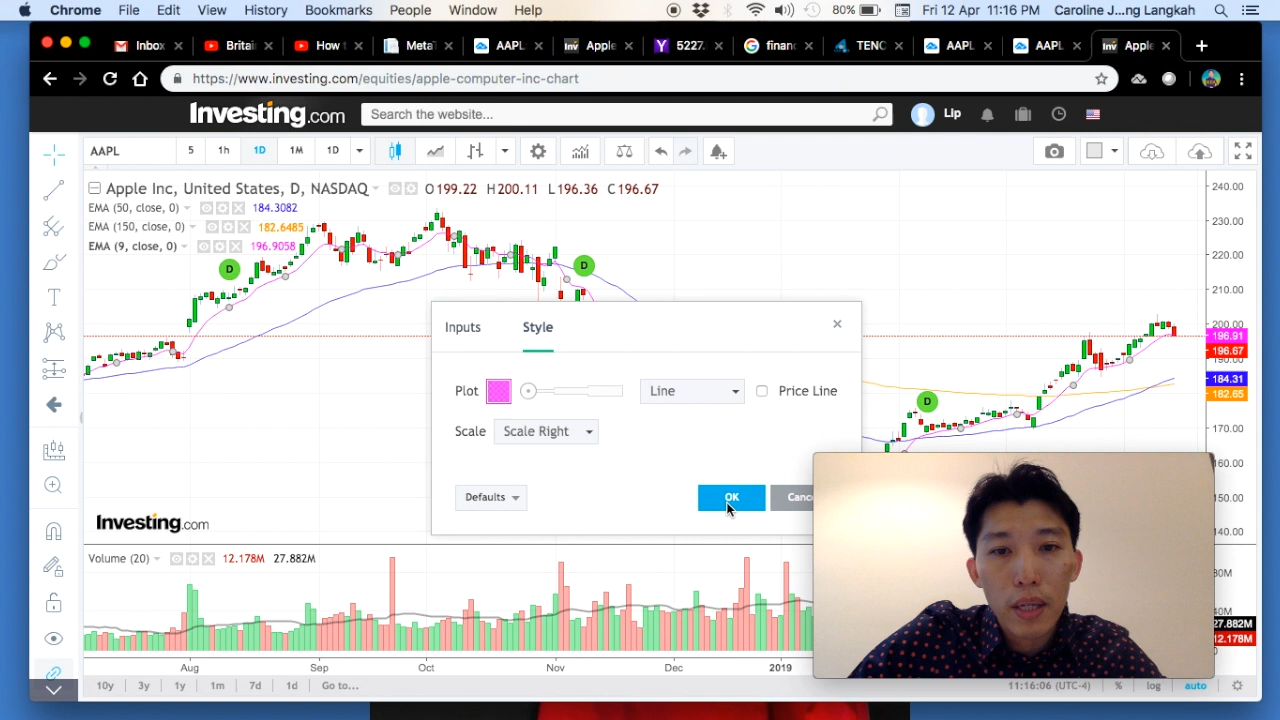 Chrome File Edit View History Bookmarks People Window Help 80% Fri 12 Apr 11:16 PM Caroline J...ng Langkah
Inbox Britai How t Meta AAPL Apple 5227. financ TENC AAPL AAPL Apple
https://www.investing.com/equities/apple-computer-inc-chart
Investing.com Search the website... Lip
AAPL 5 1h 1D 1M 1D
Apple Inc, United States, D, NASDAQ O199.22 H200.11 L196.36 C196.67
EMA (50, close, 0) 184.3082
EMA (150, close, 0) 182.6485
EMA (9, close, 0) 196.9058
240.00
230.00
220.00
210.00
200.00
196.91
196.67
190.00
184.31
182.65
170.00
160.00
150.00
140.00
D
D
D
Inputs Style
Plot Line Price Line
Scale Scale Right
Defaults OK Canc
Investing.com
Volume (20) 12.178M 27.882M
27.882M
12.178M
Aug Sep Oct Nov Dec 2019
10y 3y 1y 1m 7d 1d Go to... 11:16:06 (UTC-4) % log auto